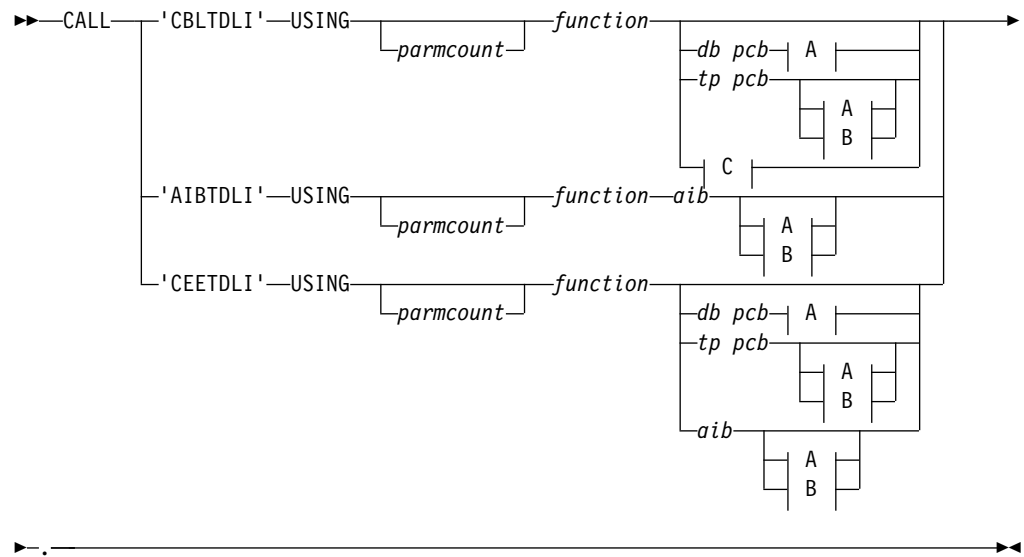 CALL 'CBLTDLI' USING function
parmcount
db pcb A
tp pcb
A
B
C
'AIBTDLI' USING function aib
parmcount
A
B
'CEETDLI' USING function
parmcount
db pcb A
tp pcb
A
B
aib
A
B
.